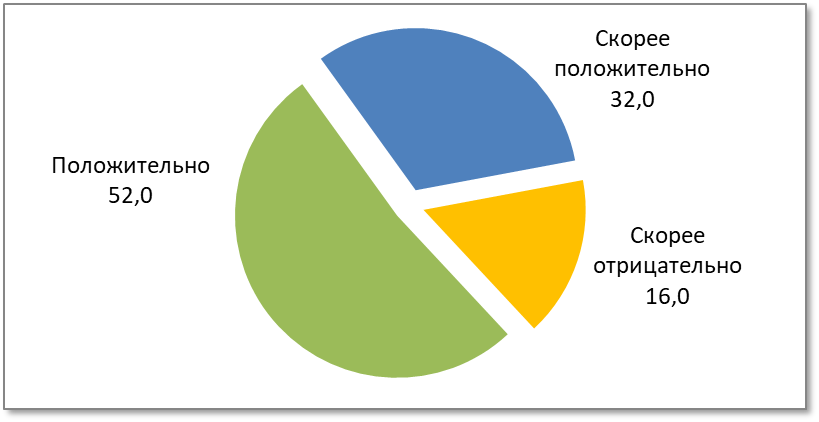 Скорее
положительно
32,0
Положительно
52,0
Скорее
отрицательно
16,0